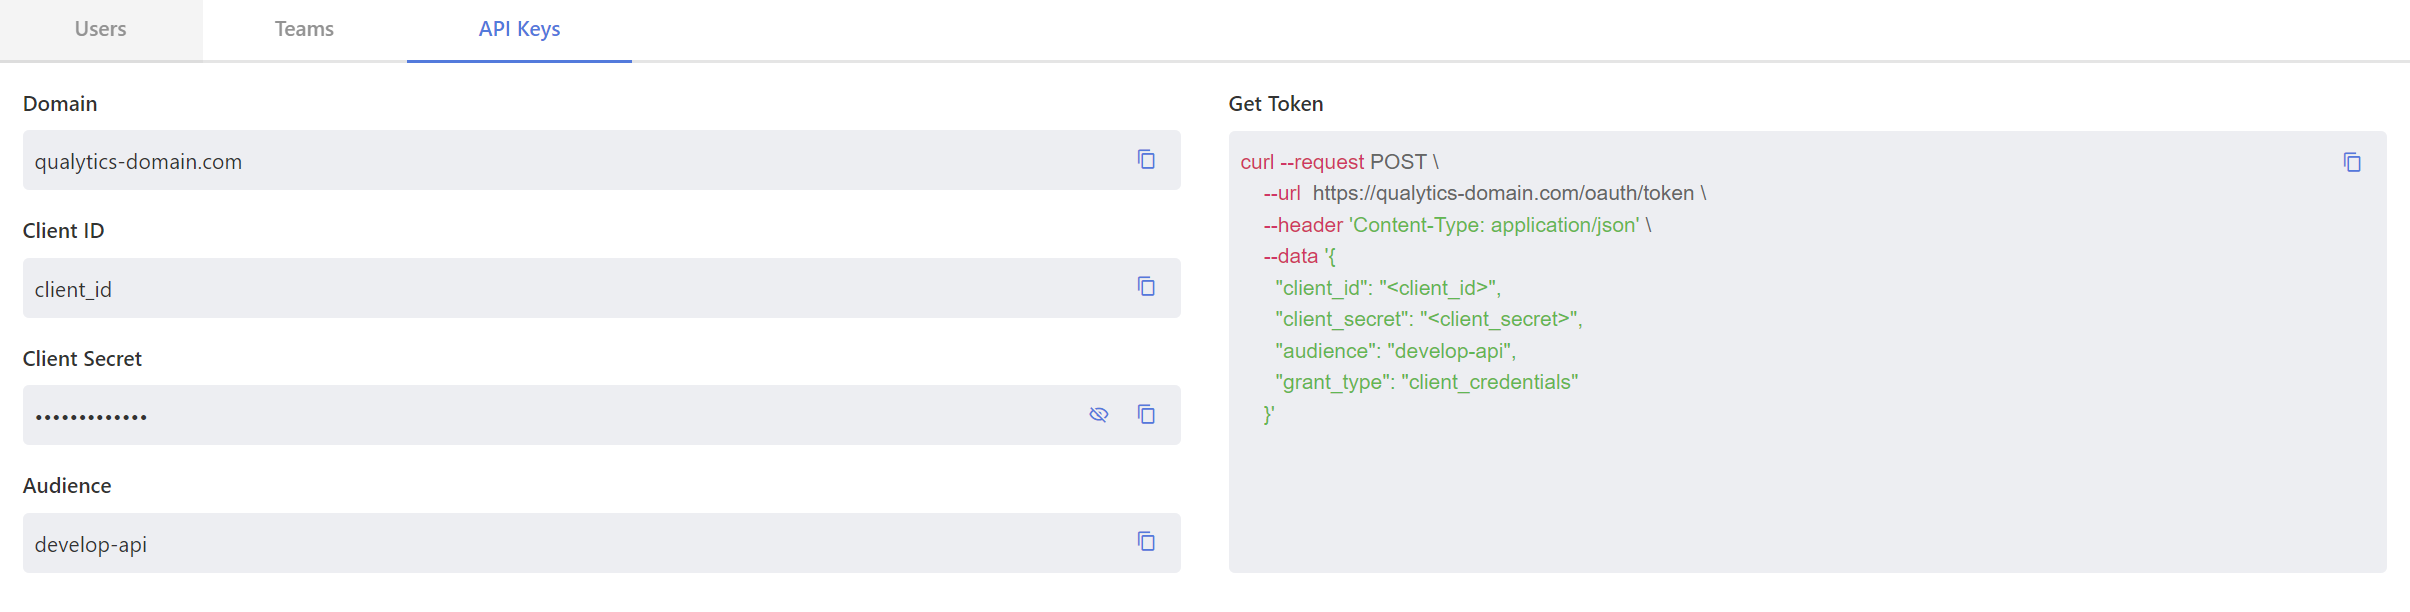 Users
Teams
API Keys
Domain
qualytics-domain.com
Client ID
client_id
Client Secret
•••••••••••••
Audience
develop-api
Get Token
curl --request POST \
--url  https://qualytics-domain.com/oauth/token \
--header 'Content-Type: application/json' \
--data '{
"client_id": "<client_id>",
"client_secret": "<client_secret>",
"audience": "develop-api",
"grant_type": "client_credentials"
}'